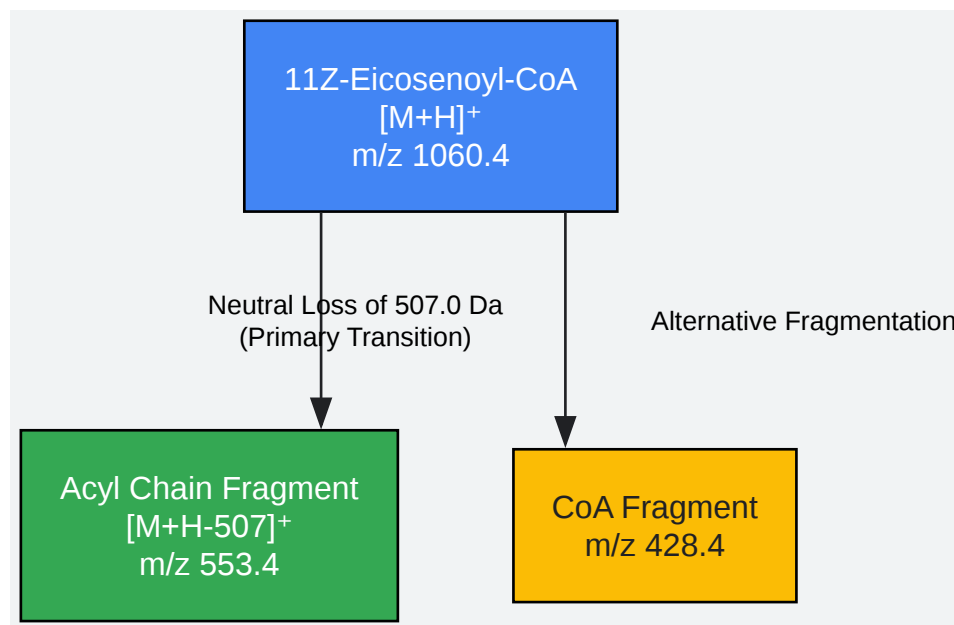 11Z-Eicosenoyl-CoA
[M+H]⁺
m/z 1060.4
Neutral Loss of 507.0 Da
(Primary Transition)
Alternative Fragmentation
Acyl Chain Fragment
[M+H-507]⁺
m/z 553.4
CoA Fragment
m/z 428.4